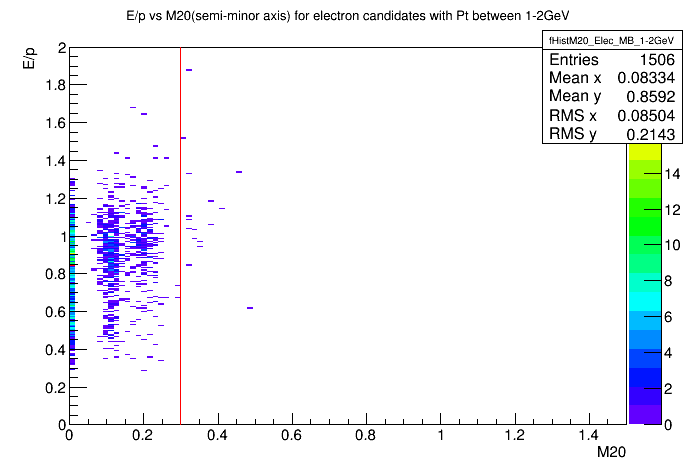 E/p vs M20(semi-minor axis) for electron candidates with Pt between 1-2GeV
fHistM20_Elec_MB_1-2GeV
Entries 1506
Mean x 0.08334
Mean y 0.8592
RMS x 0.08504
RMS y 0.2143
E/p
2
1.8
1.6
1.4
1.2
1
0.8
0.6
0.4
0.2
0
0 0.2 0.4 0.6 0.8 1 1.2 1.4
M20
14
12
10
8
6
4
2
0